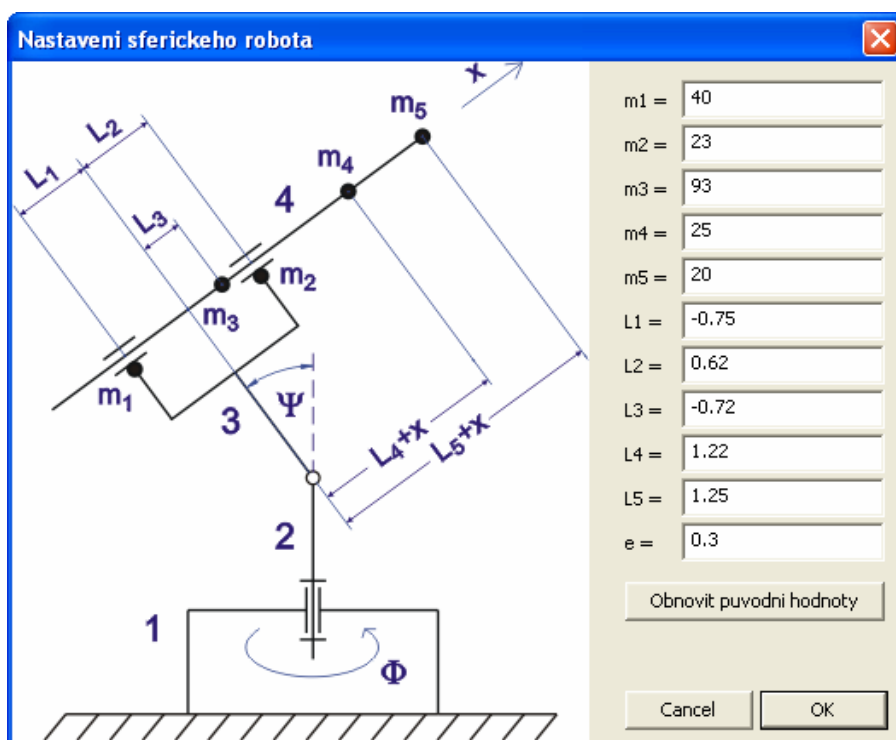 Nastaveni sferickeho robota
x
m5
L2
m4
L1
4
L3
m2
m3
m1
3
Ψ
L4+x
L5+x
2
1
Φ
m1 = 40
m2 = 23
m3 = 93
m4 = 25
m5 = 20
L1 = -0.75
L2 = 0.62
L3 = -0.72
L4 = 1.22
L5 = 1.25
e = 0.3
Obnovit puvodni hodnoty
Cancel OK